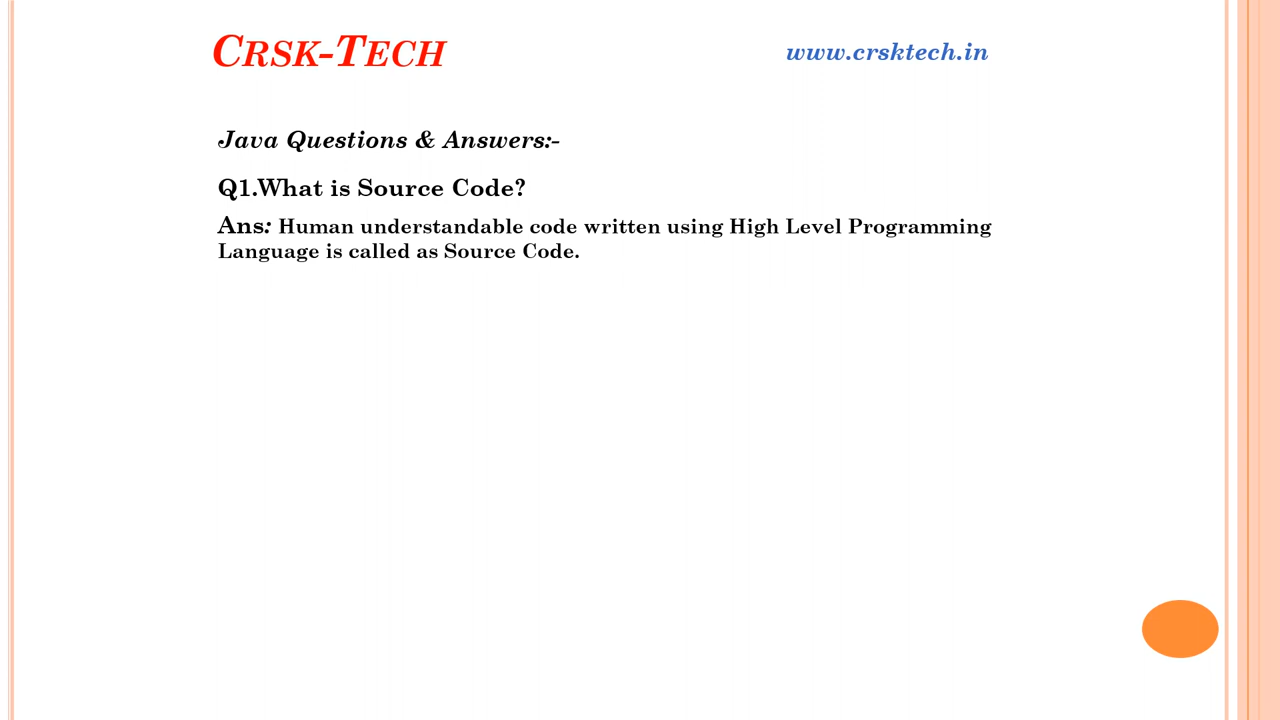 CRSK-TECH
www.crsktech.in
Java Questions & Answers:-
Q1.What is Source Code?
Ans: Human understandable code written using High Level Programming
Language is called as Source Code.